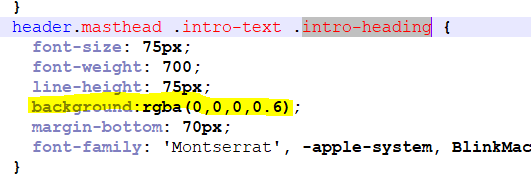 }
header.masthead .intro-text .intro-heading {
font-size: 75px;
font-weight: 700;
line-height: 75px;
background:rgba(0,0,0,0.6);
margin-bottom: 70px;
font-family: 'Montserrat', -apple-system, BlinkMac
}